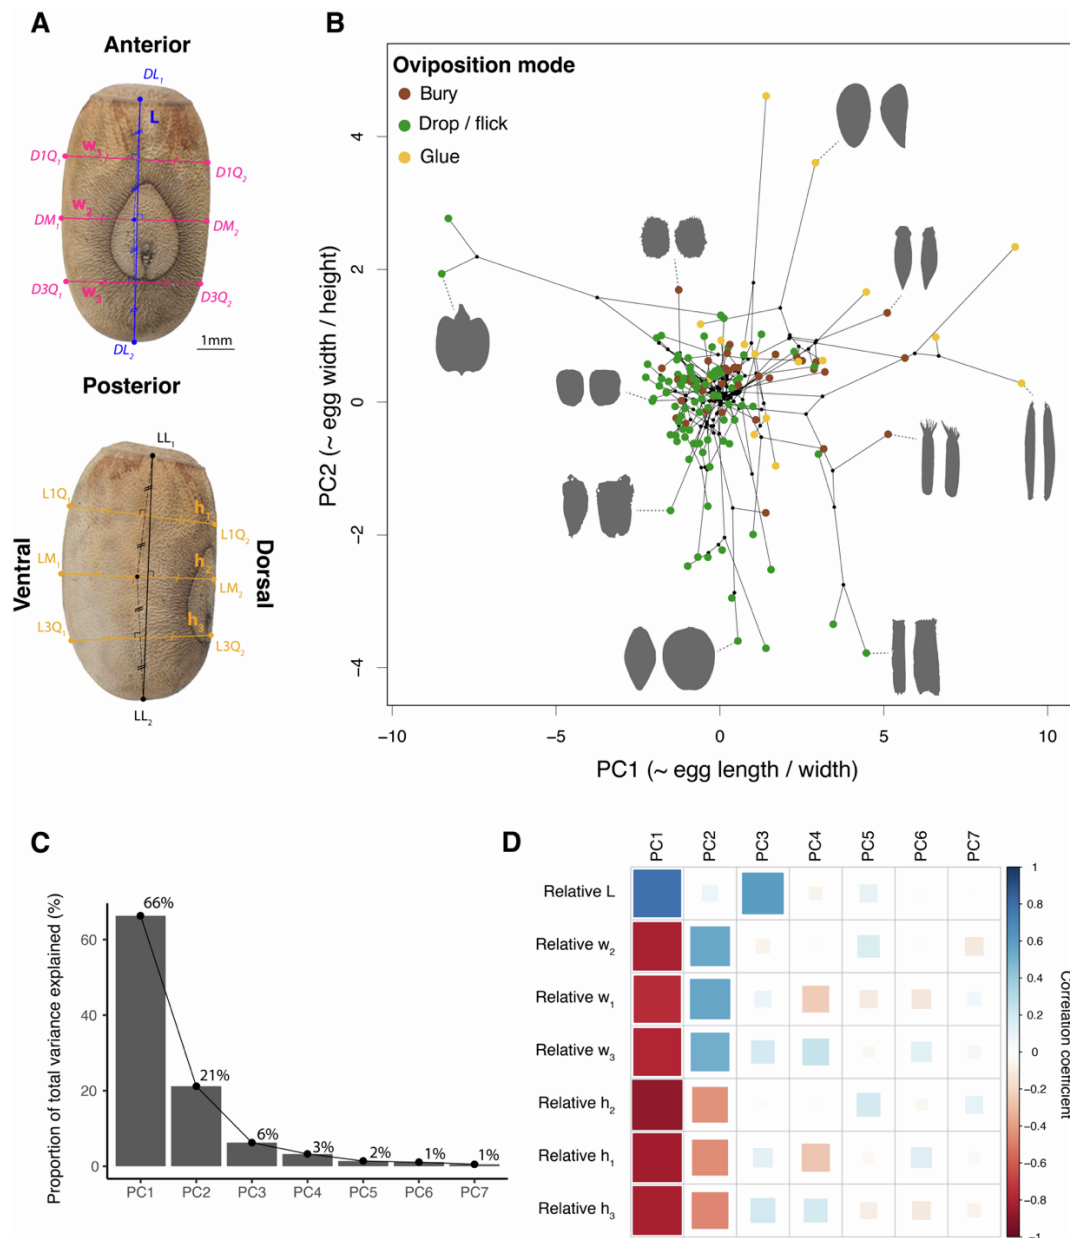 A
Anterior
DL1
L
w1
D1Q1
D1Q2
w2
DM1
DM2
D3Q1
w3
D3Q2
DL2
1mm
Posterior
LL1
L1Q1
h1
L1Q2
Ventral
LM1
h2
LM2
Dorsal
L3Q1
h3
L3Q2
LL2
B
Oviposition mode
Bury
Drop / flick
Glue
PC2 (~ egg width / height)
4
2
0
−2
−4
−10
−5
0
5
10
PC1 (~ egg length / width)
C
Proportion of total variance explained (%)
60
40
20
0
66%
21%
6%
3%
2%
1%
1%
PC1
PC2
PC3
PC4
PC5
PC6
PC7
D
PC1
PC2
PC3
PC4
PC5
PC6
PC7
Relative L
Relative w2
Relative w1
Relative w3
Relative h2
Relative h1
Relative h3
1
0.8
0.6
0.4
0.2
0
−0.2
−0.4
−0.6
−0.8
−1
Correlation coefficient